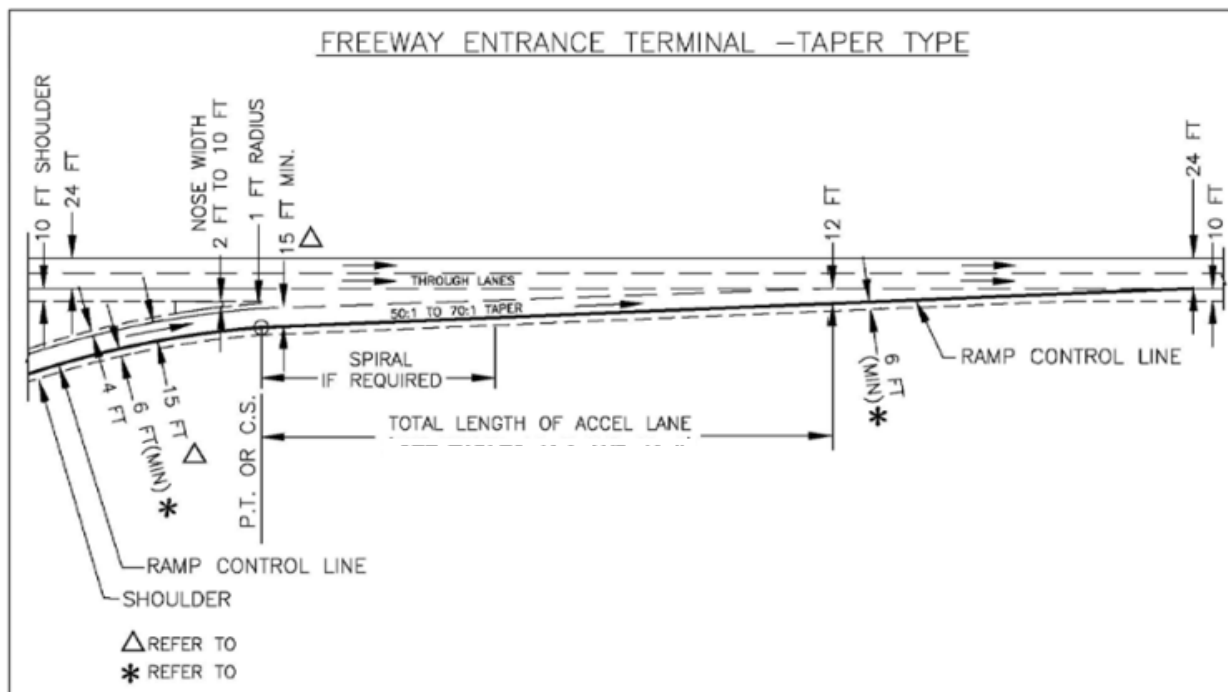 FREEWAY ENTRANCE TERMINAL –TAPER TYPE
10 FT SHOULDER
24 FT
NOSE WIDTH
2 FT TO 10 FT
1 FT RADIUS
15 FT MIN. △
12 FT
24 FT
10 FT
THROUGH LANES
50:1 TO 70:1 TAPER
SPIRAL
IF REQUIRED
RAMP CONTROL LINE
6 FT
(MIN) *
4 FT
6 FT(MIN) *
15 FT △
TOTAL LENGTH OF ACCEL LANE
P.T. OR C.S.
RAMP CONTROL LINE
SHOULDER
△ REFER TO
* REFER TO